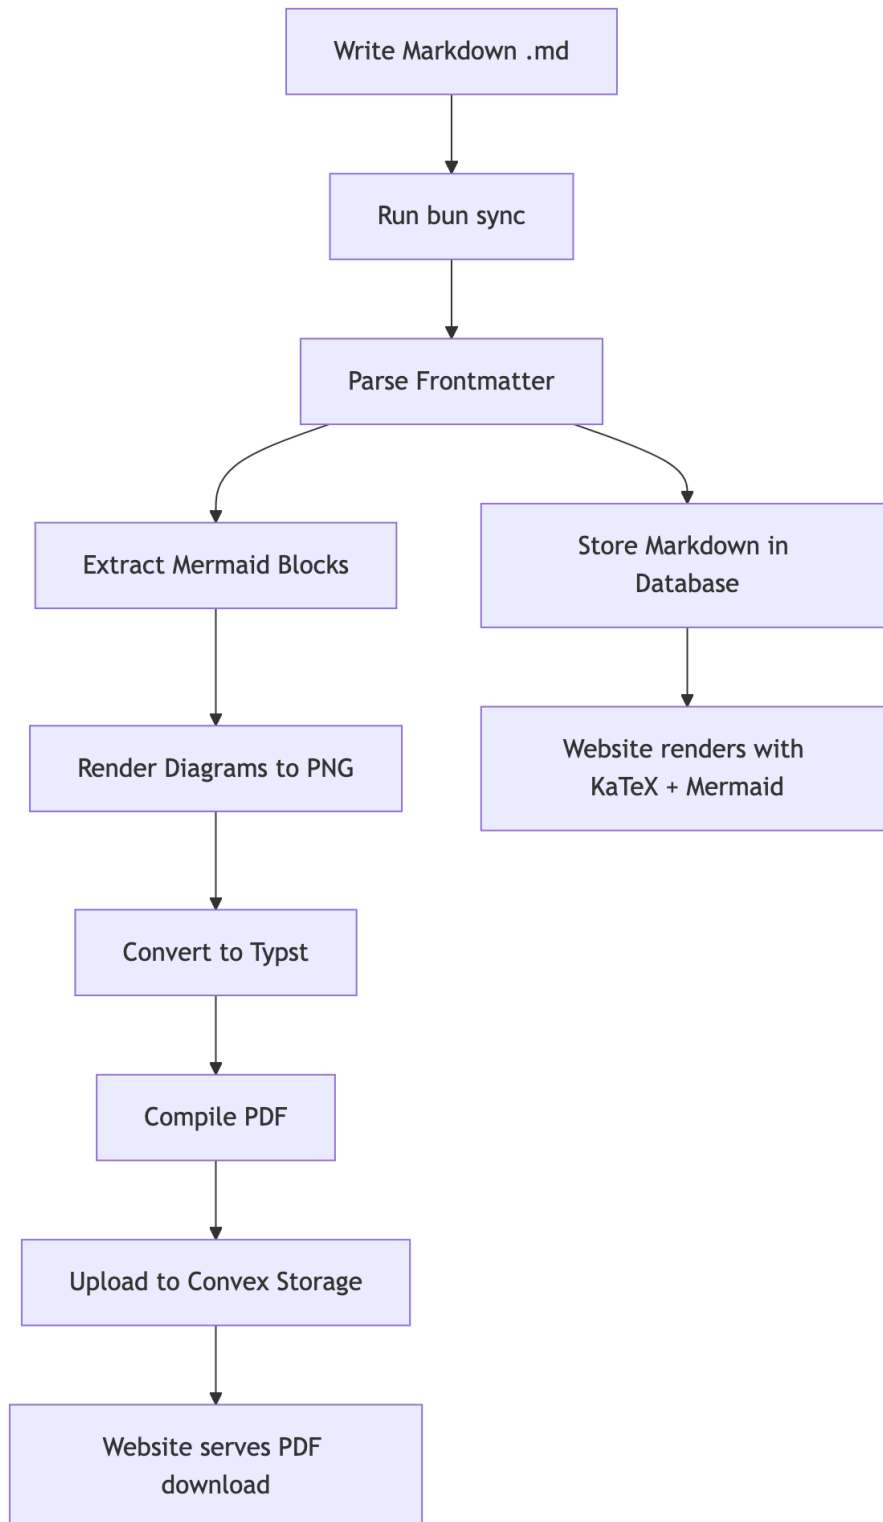 Write Markdown .md
Run bun sync
Parse Frontmatter
Extract Mermaid Blocks
Store Markdown in
Database
Render Diagrams to PNG
Website renders with
KaTeX + Mermaid
Convert to Typst
Compile PDF
Upload to Convex Storage
Website serves PDF
download